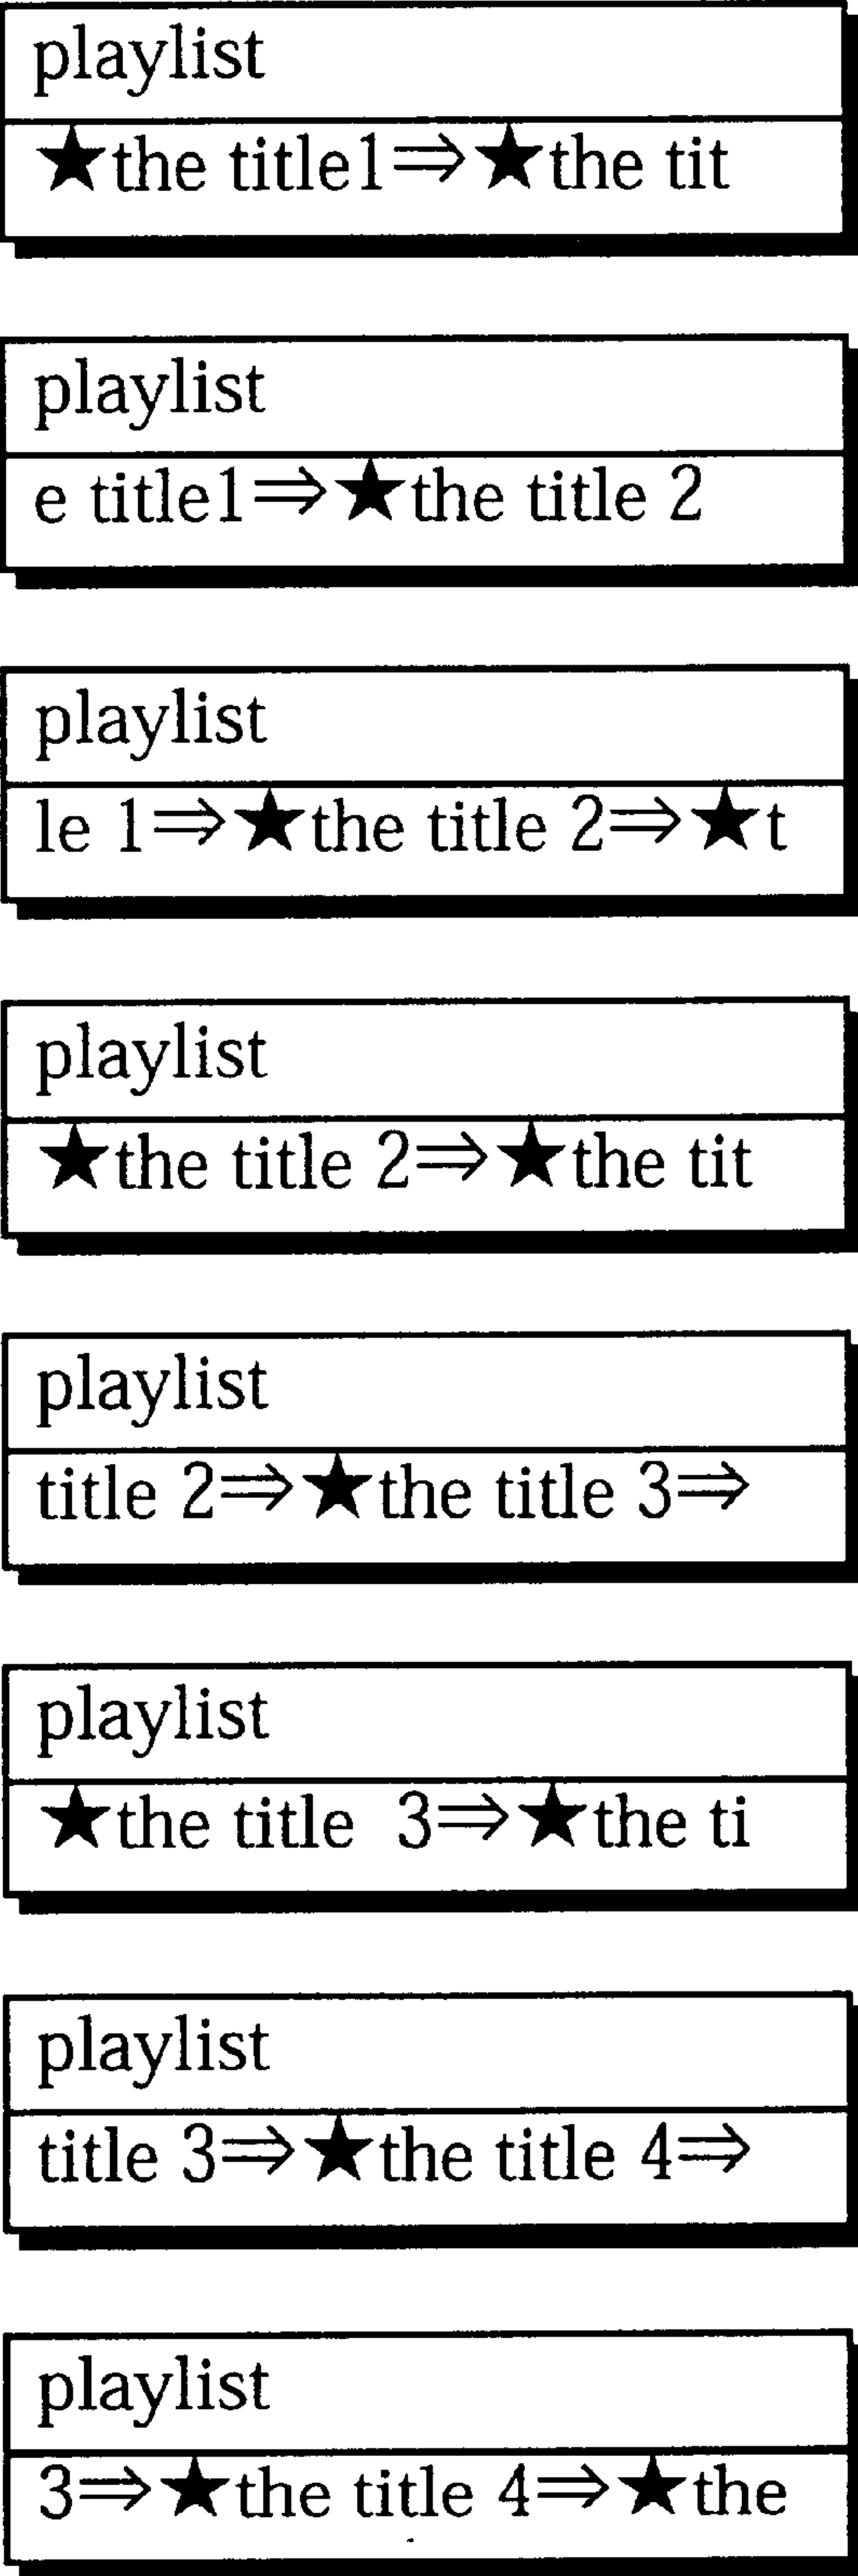 playlist
★the title1⇒★the tit
playlist
e title1⇒★the title 2
playlist
le 1⇒★the title 2⇒★t
playlist
★the title 2⇒★the tit
playlist
title 2⇒★the title 3⇒
playlist
★the title  3⇒★the ti
playlist
title 3⇒★the title 4⇒
playlist
3⇒★the title 4⇒★the